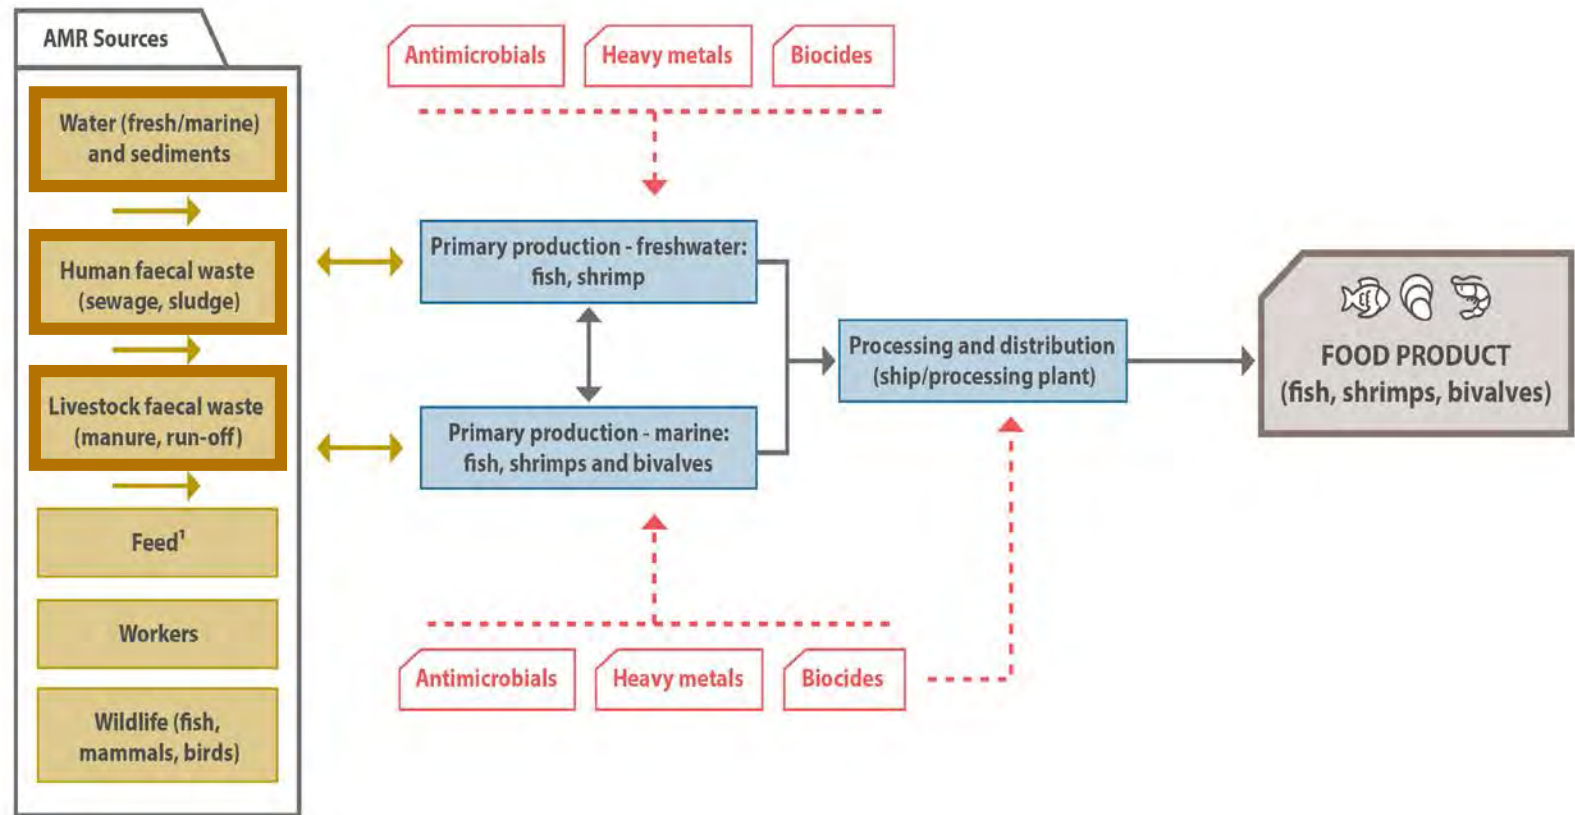 AMR Sources
Water (fresh/marine)
and sediments
Human faecal waste
(sewage, sludge)
Livestock faecal waste
(manure, run-off)
Feed¹
Workers
Wildlife (fish,
mammals, birds)
Antimicrobials
Heavy metals
Biocides
Primary production - freshwater:
fish, shrimp
Primary production - marine:
fish, shrimps and bivalves
Antimicrobials
Heavy metals
Biocides
Processing and distribution
(ship/processing plant)
FOOD PRODUCT
(fish, shrimps, bivalves)